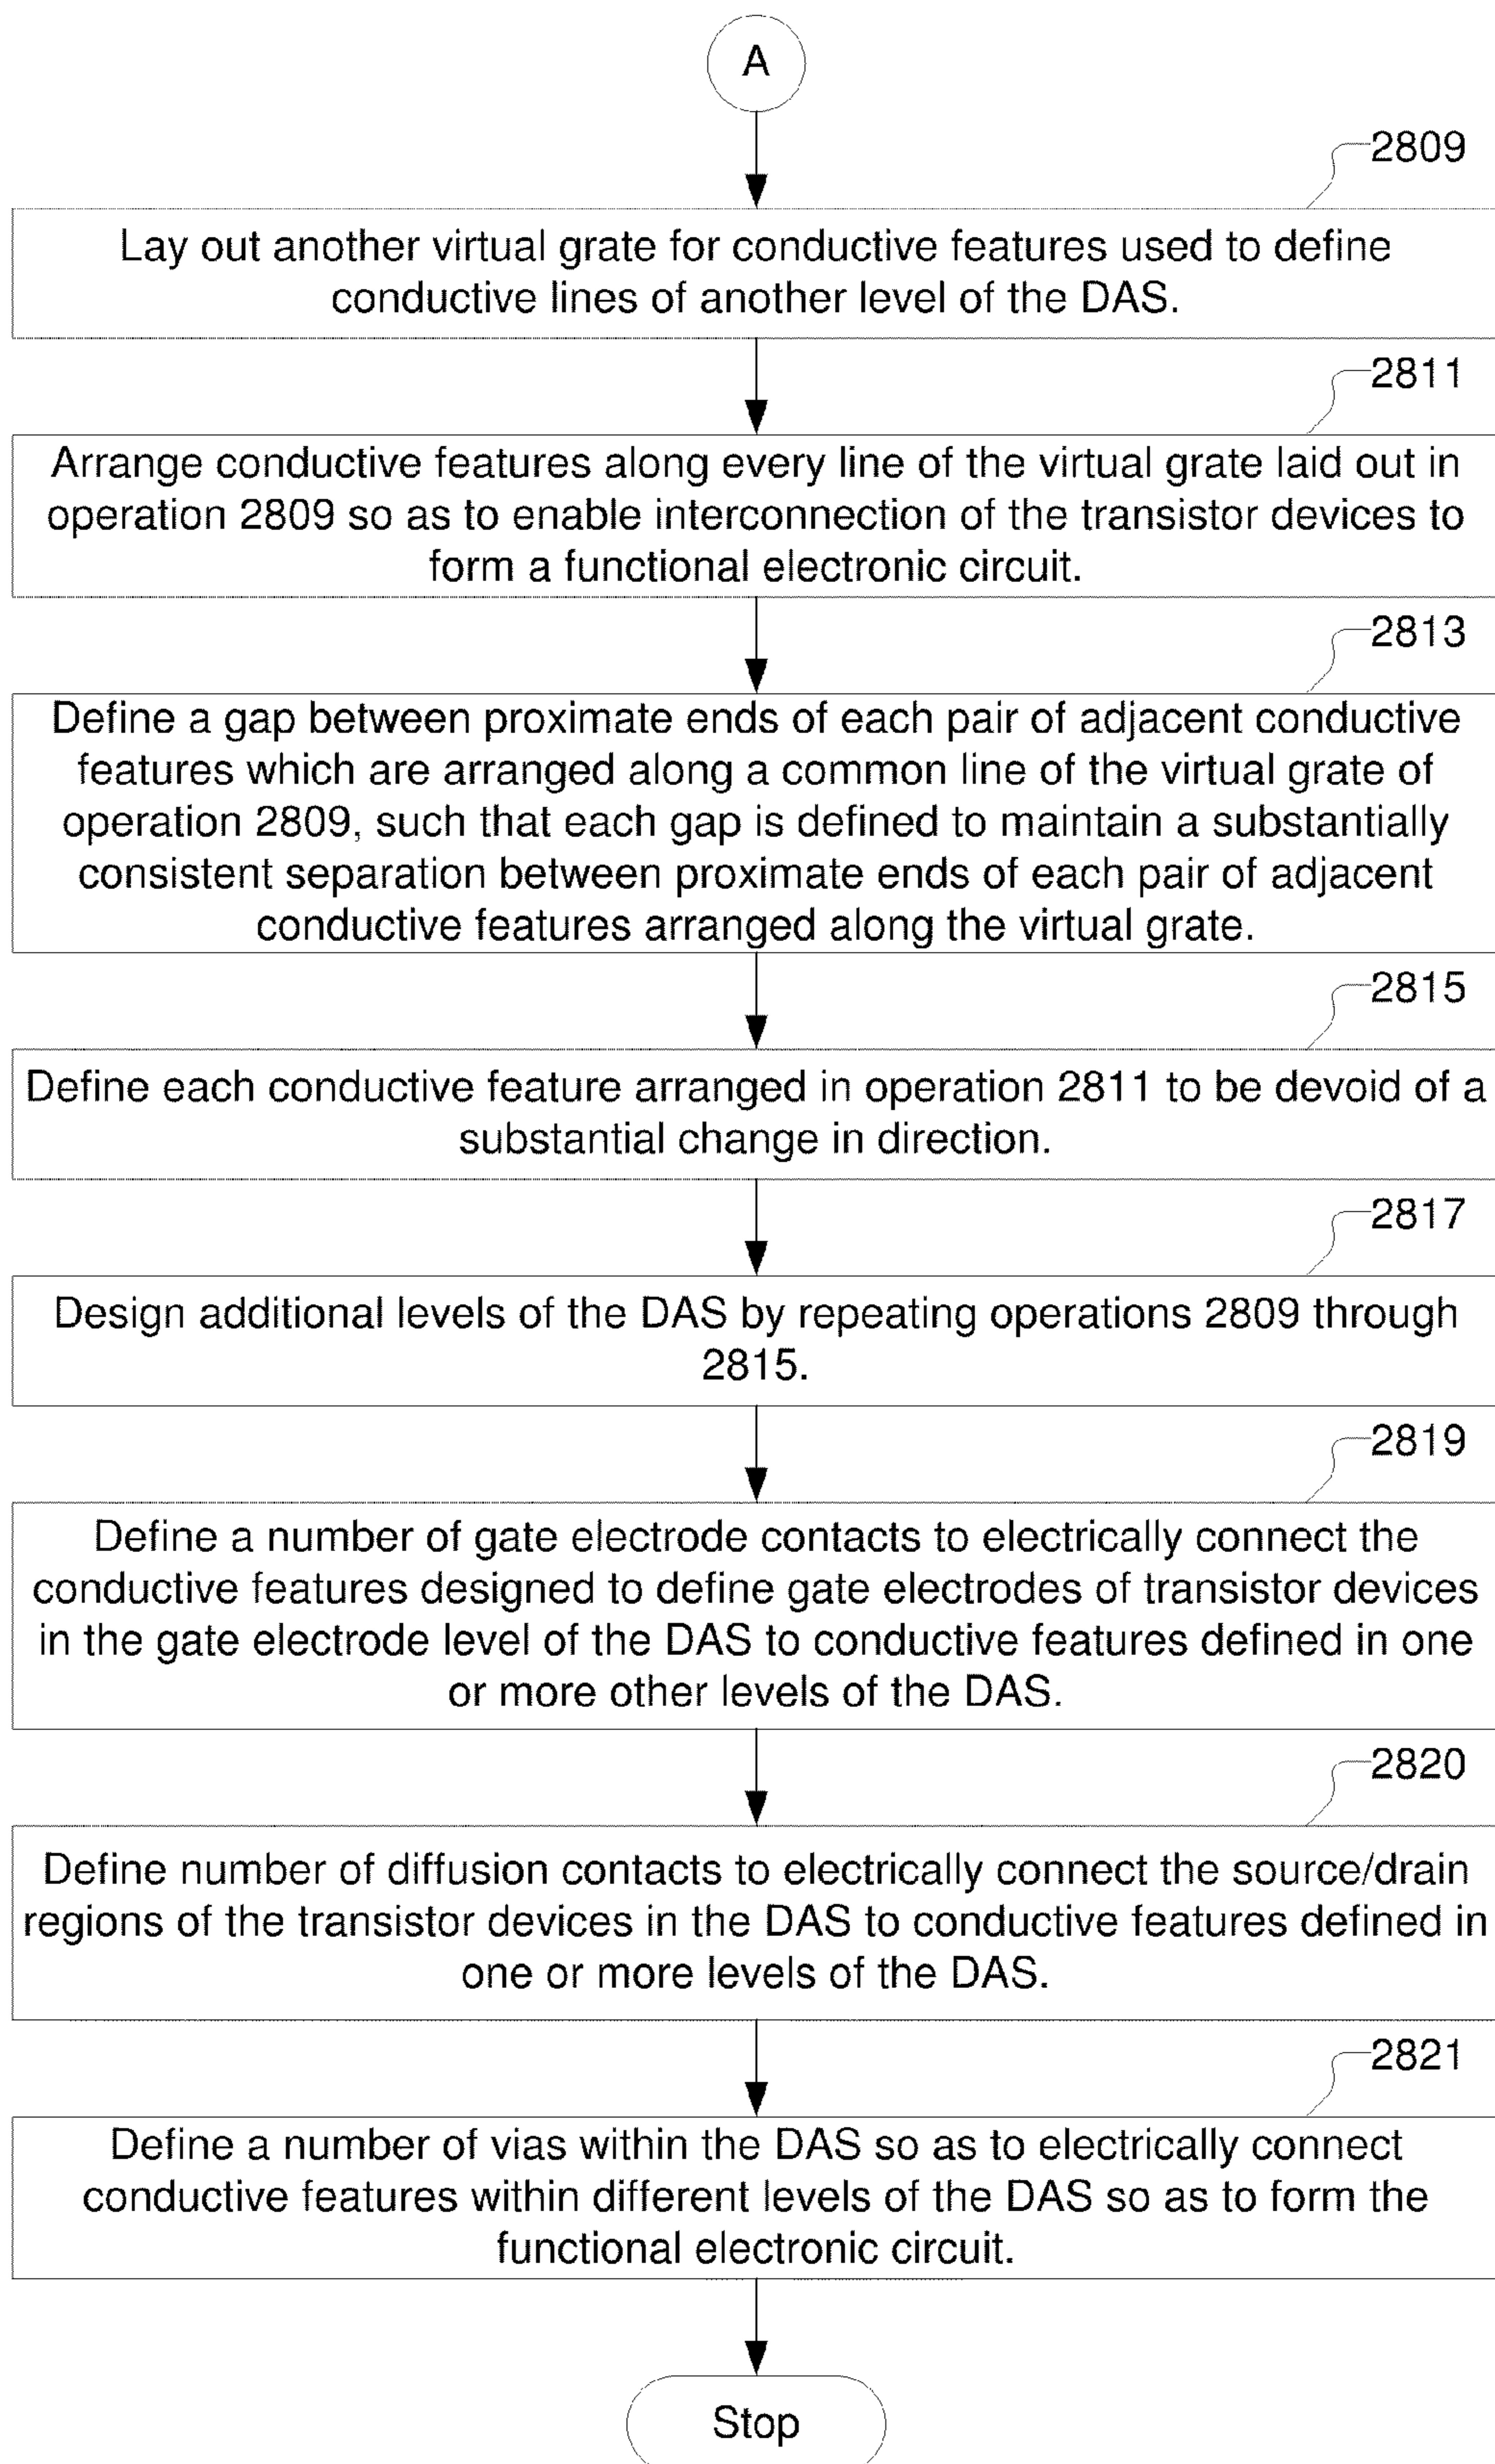 A
2809
Lay out another virtual grate for conductive features used to define
conductive lines of another level of the DAS.
2811
Arrange conductive features along every line of the virtual grate laid out in
operation 2809 so as to enable interconnection of the transistor devices to
form a functional electronic circuit.
2813
Define a gap between proximate ends of each pair of adjacent conductive
features which are arranged along a common line of the virtual grate of
operation 2809, such that each gap is defined to maintain a substantially
consistent separation between proximate ends of each pair of adjacent
conductive features arranged along the virtual grate.
2815
Define each conductive feature arranged in operation 2811 to be devoid of a
substantial change in direction.
2817
Design additional levels of the DAS by repeating operations 2809 through
2815.
2819
Define a number of gate electrode contacts to electrically connect the
conductive features designed to define gate electrodes of transistor devices
in the gate electrode level of the DAS to conductive features defined in one
or more other levels of the DAS.
2820
Define number of diffusion contacts to electrically connect the source/drain
regions of the transistor devices in the DAS to conductive features defined in
one or more levels of the DAS.
2821
Define a number of vias within the DAS so as to electrically connect
conductive features within different levels of the DAS so as to form the
functional electronic circuit.
Stop